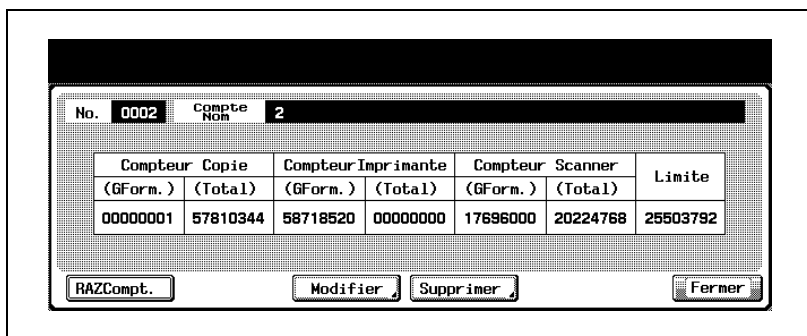 No. 0002 Compte Nom 2
Compteur Copie CompteurImprimante Compteur Scanner Limite
(GForm.) (Total) (GForm.) (Total) (GForm.) (Total)
00000001 57810344 58718520 00000000 17696000 20224768 25503792
RAZCompt. Modifier Supprimer Fermer